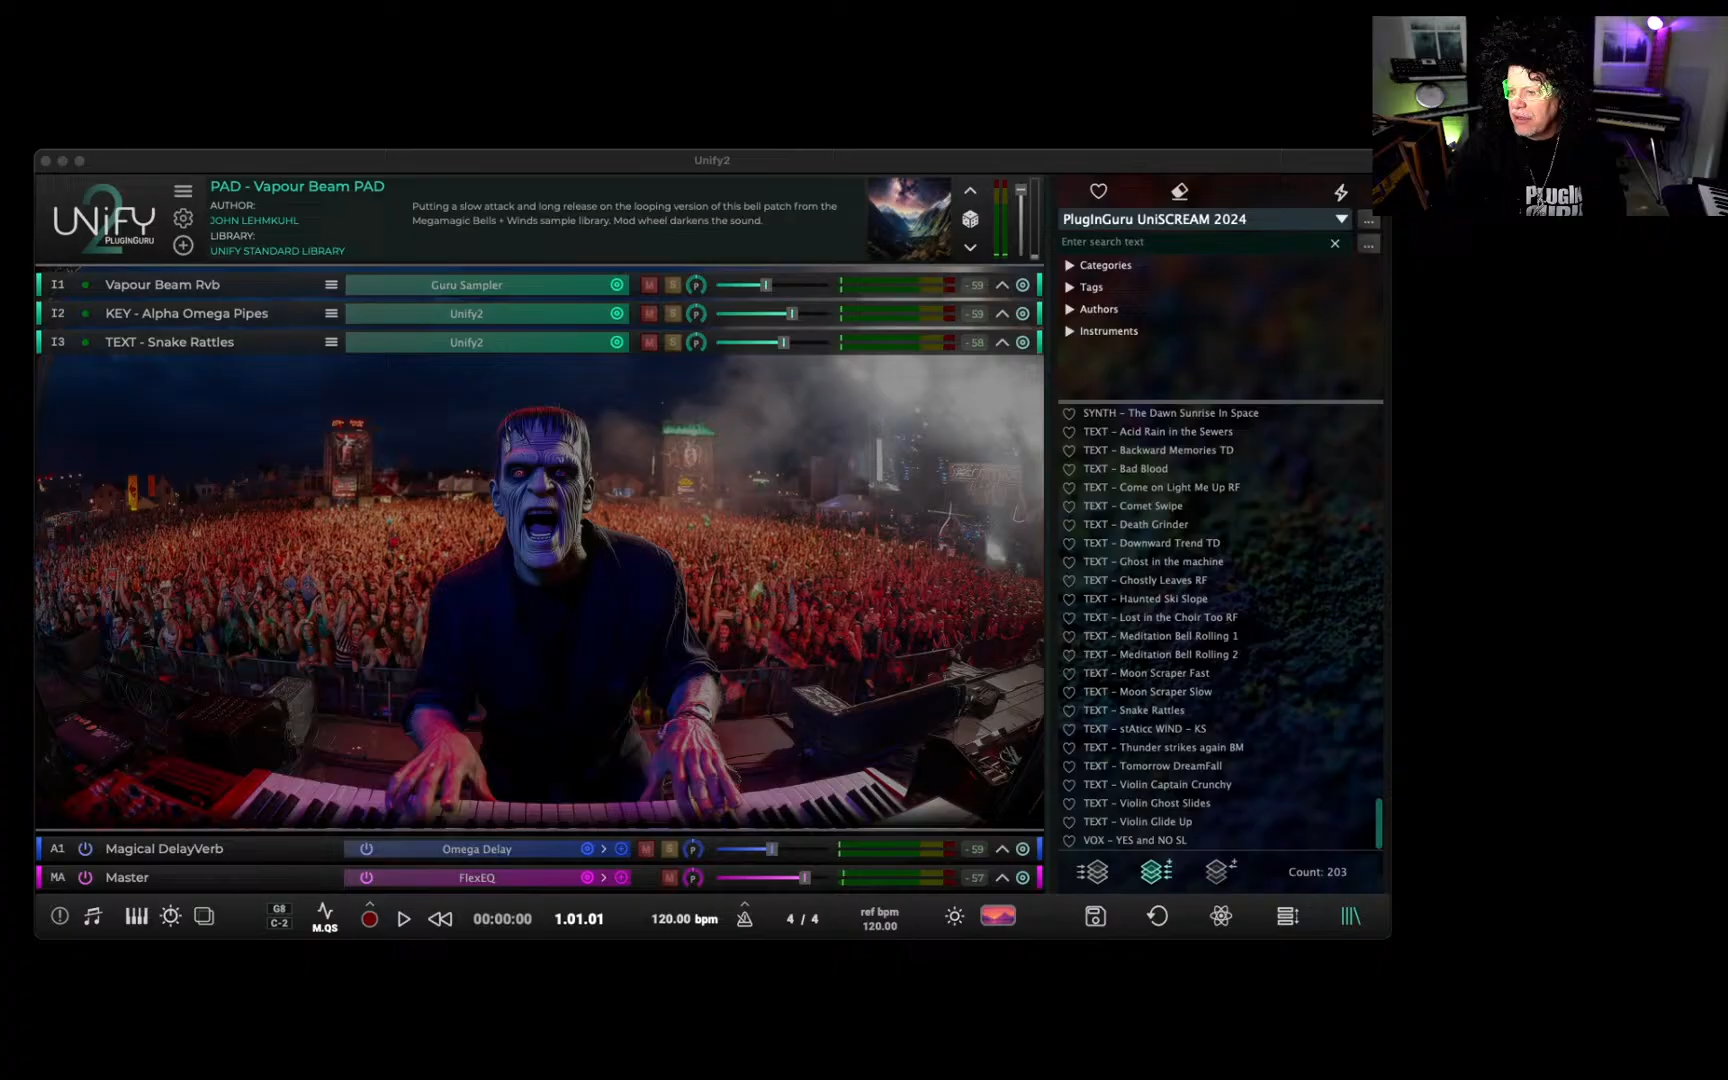 Unify2
UNiFY
2
PLUGINGURU
PAD - Vapour Beam PAD
AUTHOR:
JOHN LEHMKUHL
LIBRARY:
UNIFY STANDARD LIBRARY
Putting a slow attack and long release on the looping version of this bell patch from the
Megamagic Bells + Winds sample library. Mod wheel darkens the sound.
PlugInGuru UniSCREAM 2024
...
Enter search text
...
Categories
Tags
Authors
Instruments
I1 Vapour Beam Rvb Guru Sampler M S P -59
I2 KEY - Alpha Omega Pipes Unify2 M S P -59
I3 TEXT - Snake Rattles Unify2 M S P -58
SYNTH - The Dawn Sunrise In Space
TEXT - Acid Rain in the Sewers
TEXT - Backward Memories TD
TEXT - Bad Blood
TEXT - Come on Light Me Up RF
TEXT - Comet Swipe
TEXT - Death Grinder
TEXT - Downward Trend TD
TEXT - Ghost in the machine
TEXT - Ghostly Leaves RF
TEXT - Haunted Ski Slope
TEXT - Lost in the Choir Too RF
TEXT - Meditation Bell Rolling 1
TEXT - Meditation Bell Rolling 2
TEXT - Moon Scraper Fast
TEXT - Moon Scraper Slow
TEXT - Snake Rattles
TEXT - stAticc WIND - KS
TEXT - Thunder strikes again BM
TEXT - Tomorrow DreamFall
TEXT - Violin Captain Crunchy
TEXT - Violin Ghost Slides
TEXT - Violin Glide Up
VOX - YES and NO SL
A1 Magical DelayVerb Omega Delay M S P -59
MA Master FlexEQ M P -57
Count: 203
G8
C-2
M.QS
00:00:00
1.01.01
120.00 bpm
4 / 4
ref bpm
120.00
PLUGIN